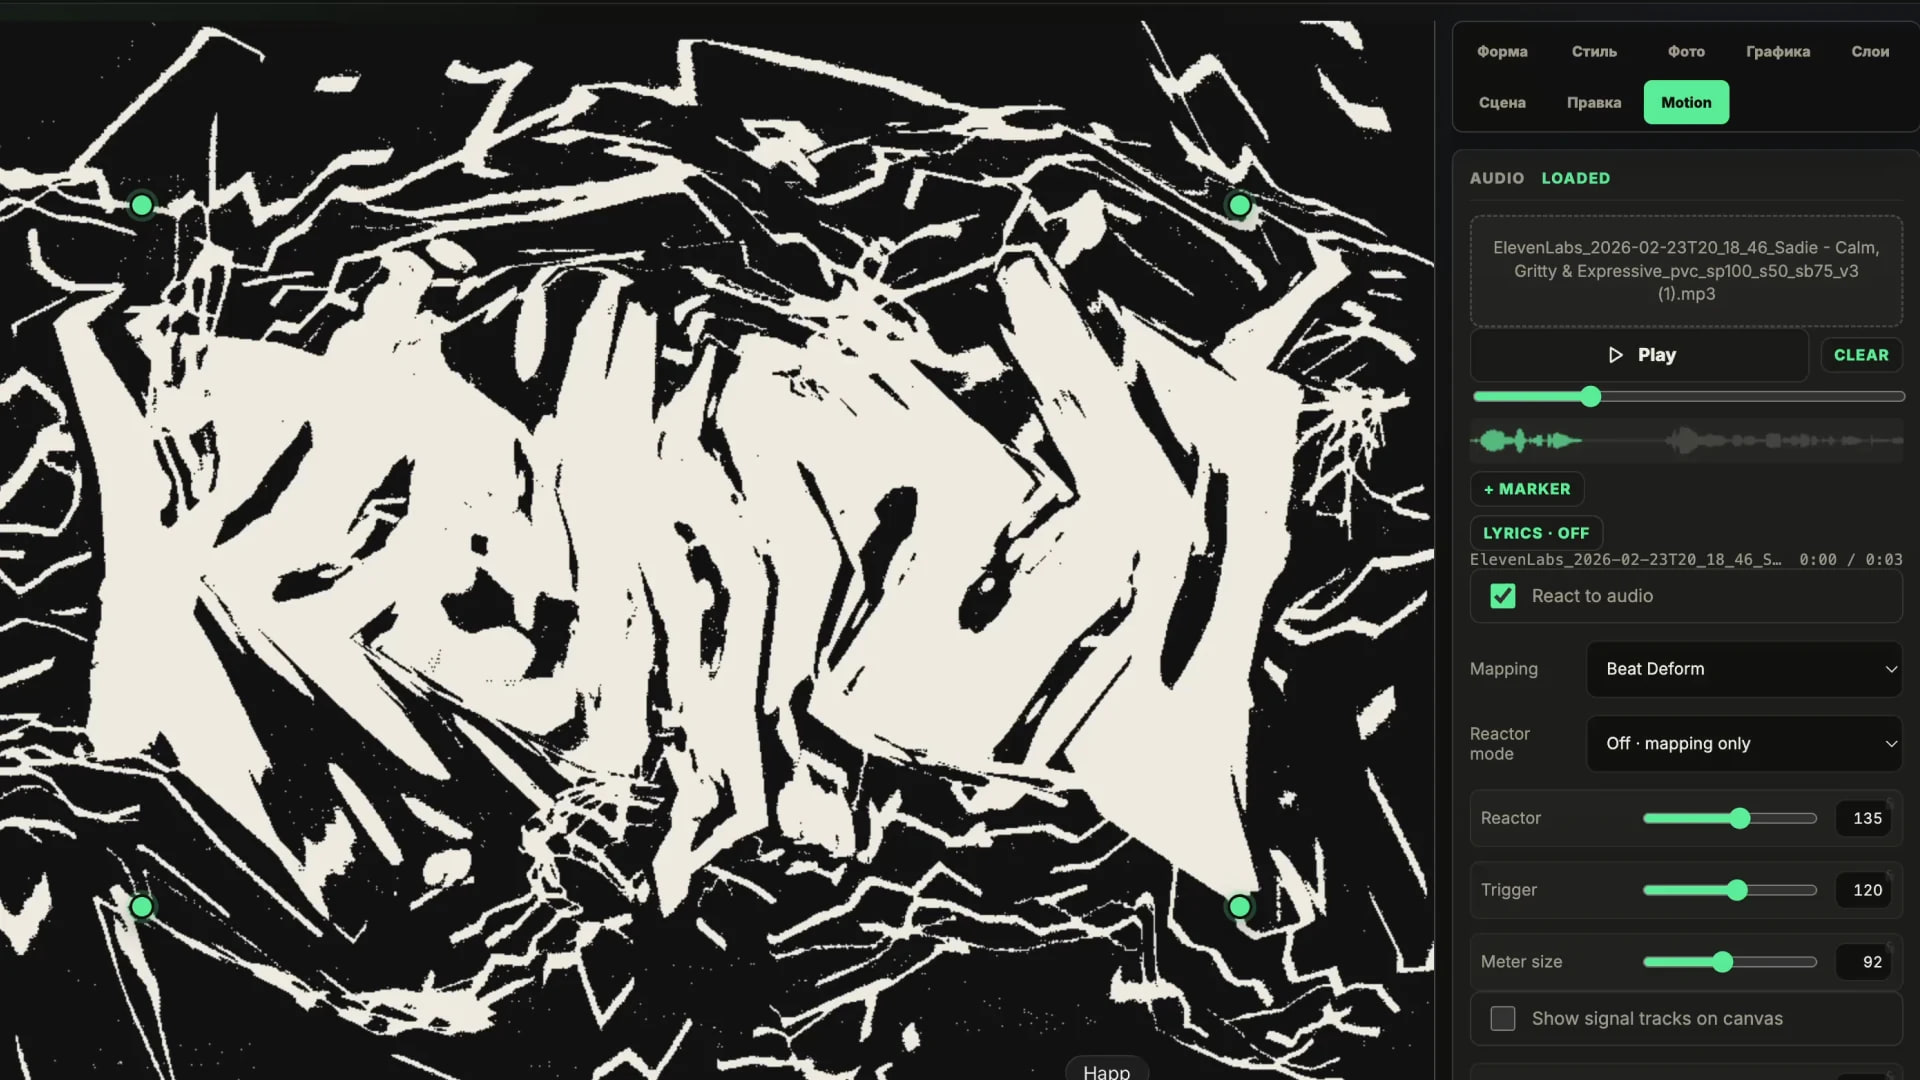 Форма Стиль Фото Графика Слои
Сцена Правка Motion
AUDIO LOADED
ElevenLabs_2026-02-23T20_18_46_Sadie - Calm,
Gritty & Expressive_pvc_sp100_s50_sb75_v3
(1).mp3
Play CLEAR
+ MARKER
LYRICS · OFF
ElevenLabs_2026-02-23T20_18_46_S… 0:00 / 0:03
React to audio
Mapping Beat Deform
Reactor
mode
Off · mapping only
Reactor 135
Trigger 120
Meter size 92
Show signal tracks on canvas
Happ